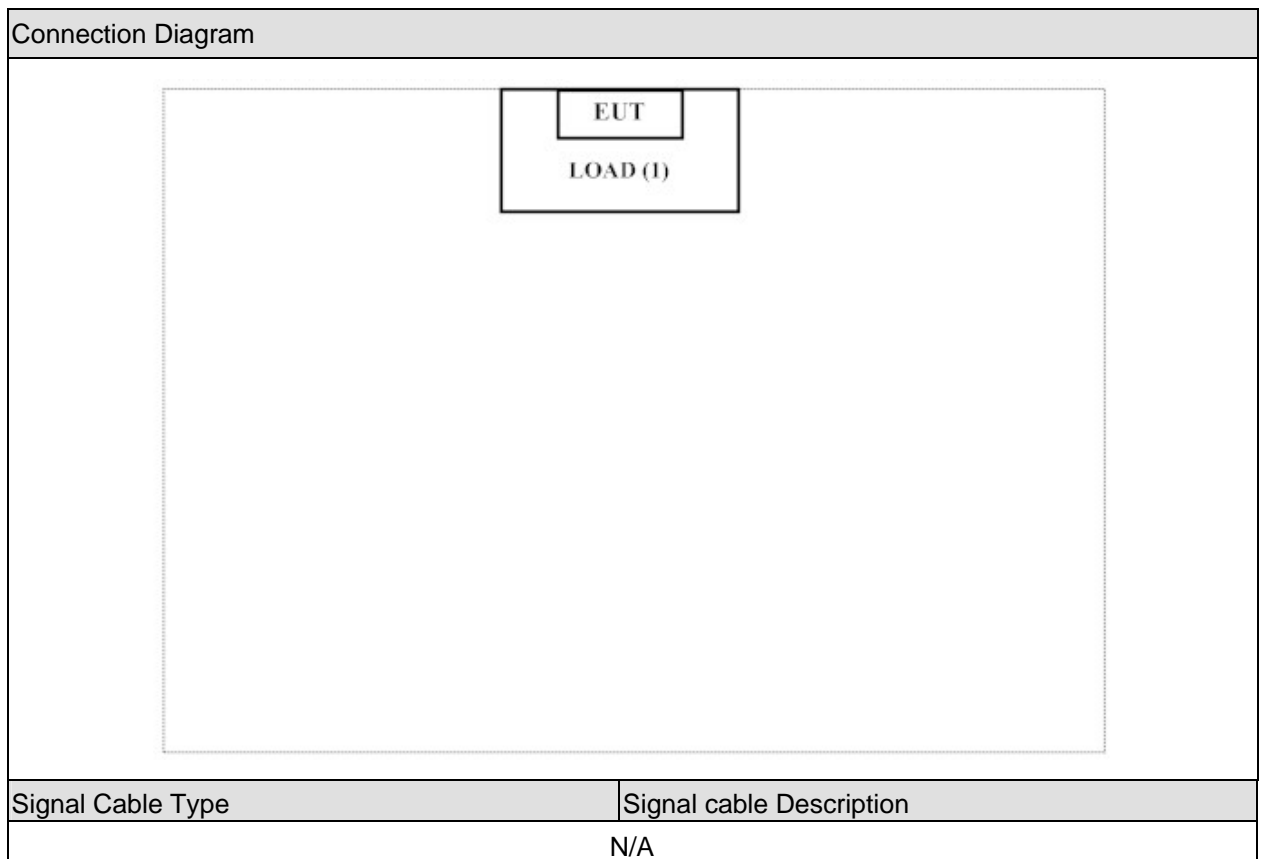 Connection Diagram
EUT
LOAD (1)
Signal Cable Type Signal cable Description
N/A